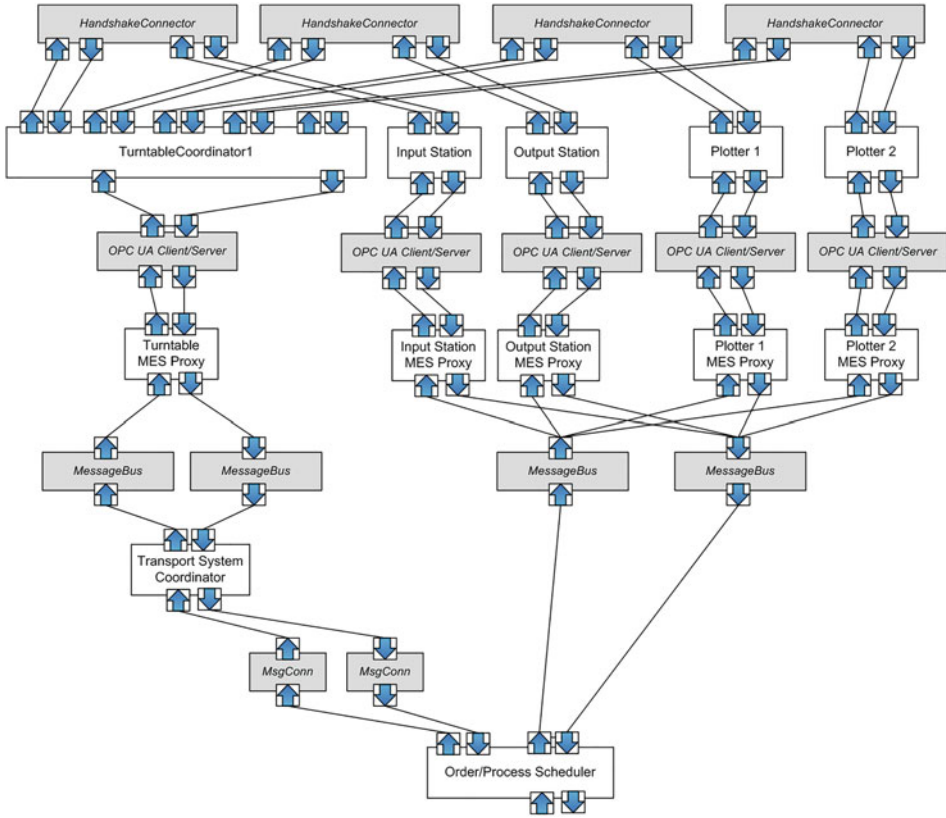 HandshakeConnector
HandshakeConnector
HandshakeConnector
HandshakeConnector
TurntableCoordinator1
Input Station
Output Station
Plotter 1
Plotter 2
OPC UA Client/Server
OPC UA Client/Server
OPC UA Client/Server
OPC UA Client/Server
OPC UA Client/Server
Turntable
MES Proxy
Input Station
MES Proxy
Output Station
MES Proxy
Plotter 1
MES Proxy
Plotter 2
MES Proxy
MessageBus
MessageBus
MessageBus
MessageBus
Transport System
Coordinator
MsgConn
MsgConn
Order/Process Scheduler